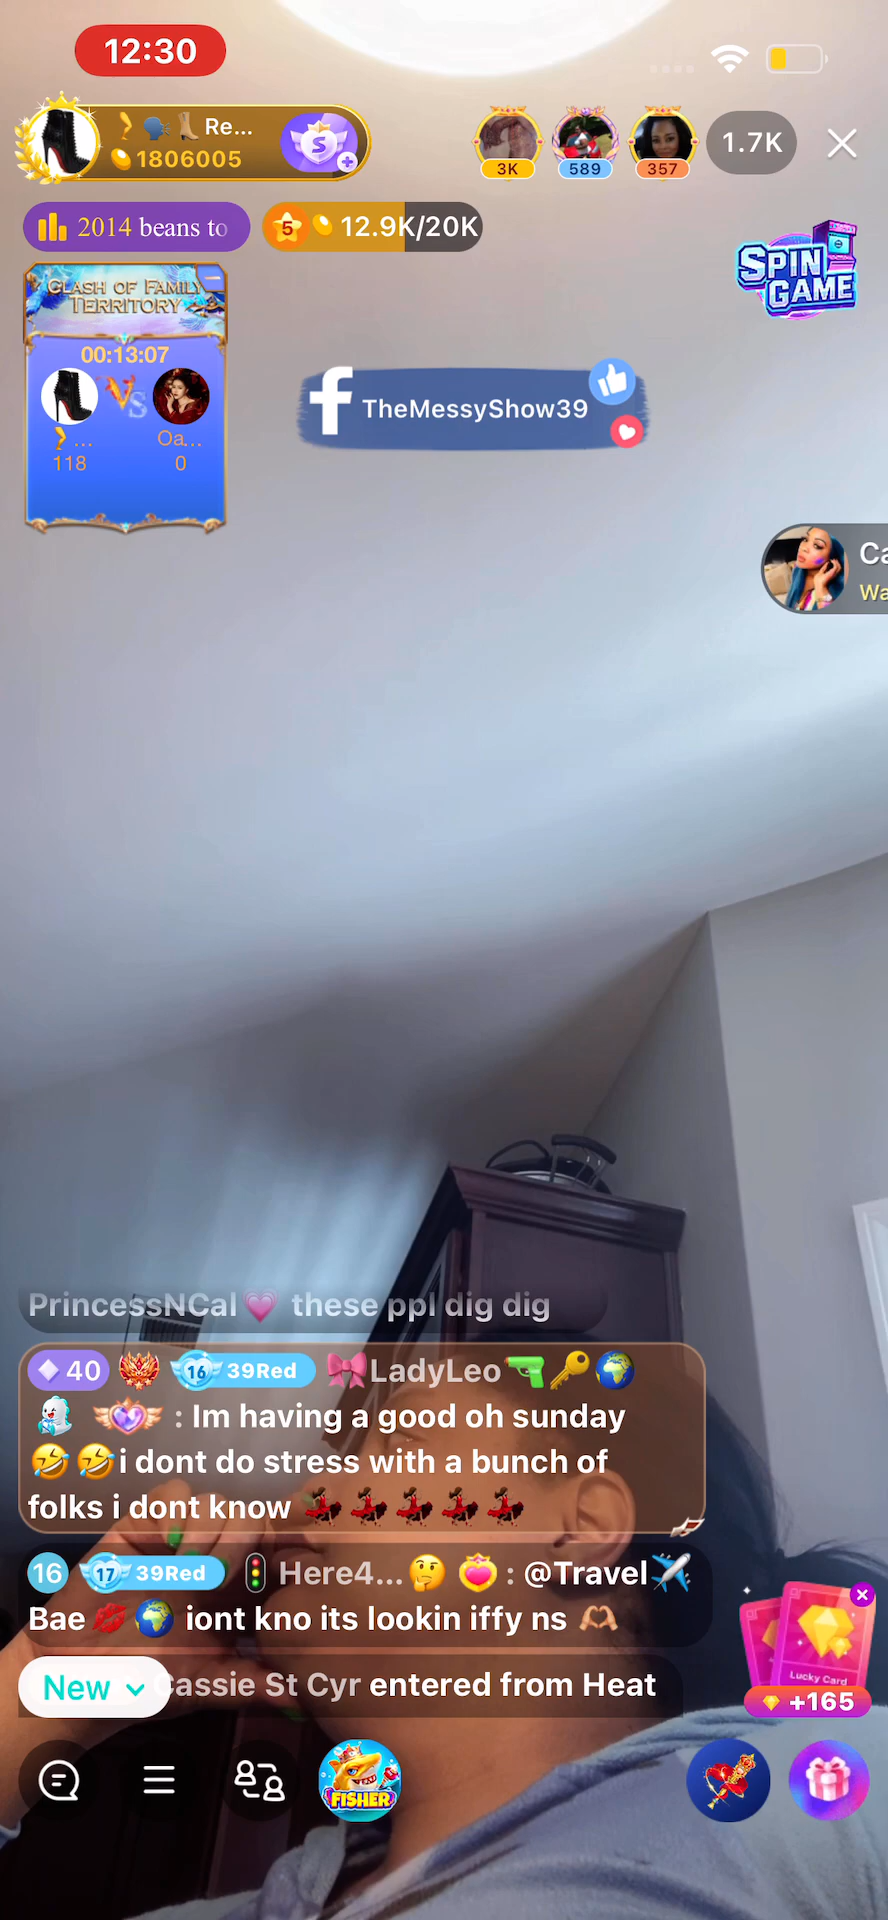 12:30
Re...
1806005
S
3K
589
357
1.7K
2014 beans to
5
12.9K/20K
SPIN GAME
CLASH OF FAMILY
TERRITORY
00:13:07
VS
...
Oa...
118
0
f TheMessyShow39
Ca
Wa
PrincessNCal💗 these ppl dig dig
40 16 39Red 🎀LadyLeo🔫🔑🌍
: Im having a good oh sunday
🤣🤣i dont do stress with a bunch of
folks i dont know 💃💃💃💃💃
16 17 39Red 🚦Here4...🤔 : @Travel✈️
Bae💋🌍 iont kno its lookin iffy ns 🫶🏽
New
Cassie St Cyr entered from Heat
Lucky Card
+165
FISHER